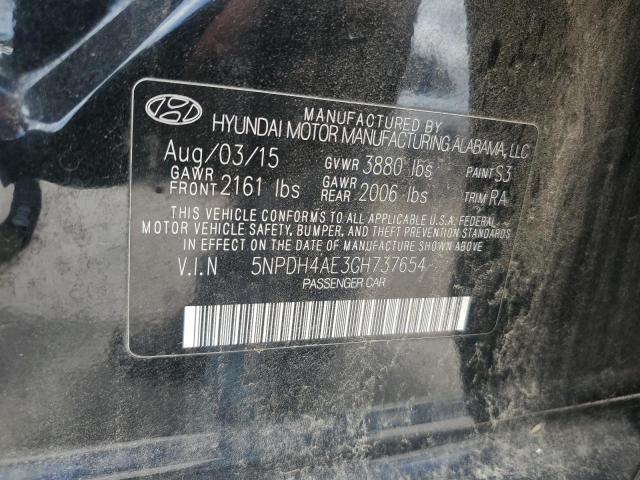 MANUFACTURED BY
HYUNDAI MOTOR MANUFACTURING ALABAMA, LLC
Aug/03/15 GVWR 3880 lbs PAINT S3
GAWR FRONT 2161 lbs GAWR REAR 2006 lbs TRIM RA
THIS VEHICLE CONFORMS TO ALL APPLICABLE U.S.A. FEDERAL
MOTOR VEHICLE SAFETY, BUMPER, AND THEFT PREVENTION
STANDARDS IN EFFECT ON THE DATE OF MANUFACTURE SHOWN ABOVE.
V.I.N 5NPDH4AE3GH737654
PASSENGER CAR